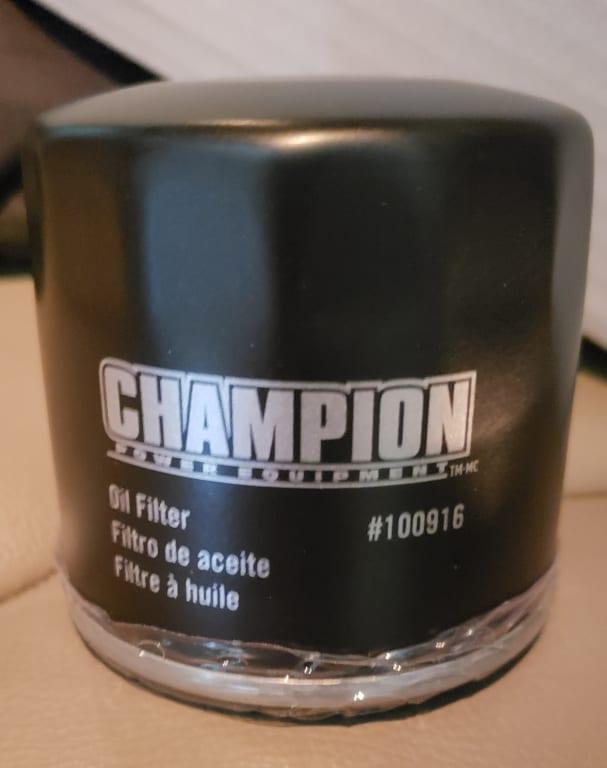 CHAMPION
POWER EQUIPMENT TM-MC
Oil Filter
Filtro de aceite
Filtre à huile
#100916